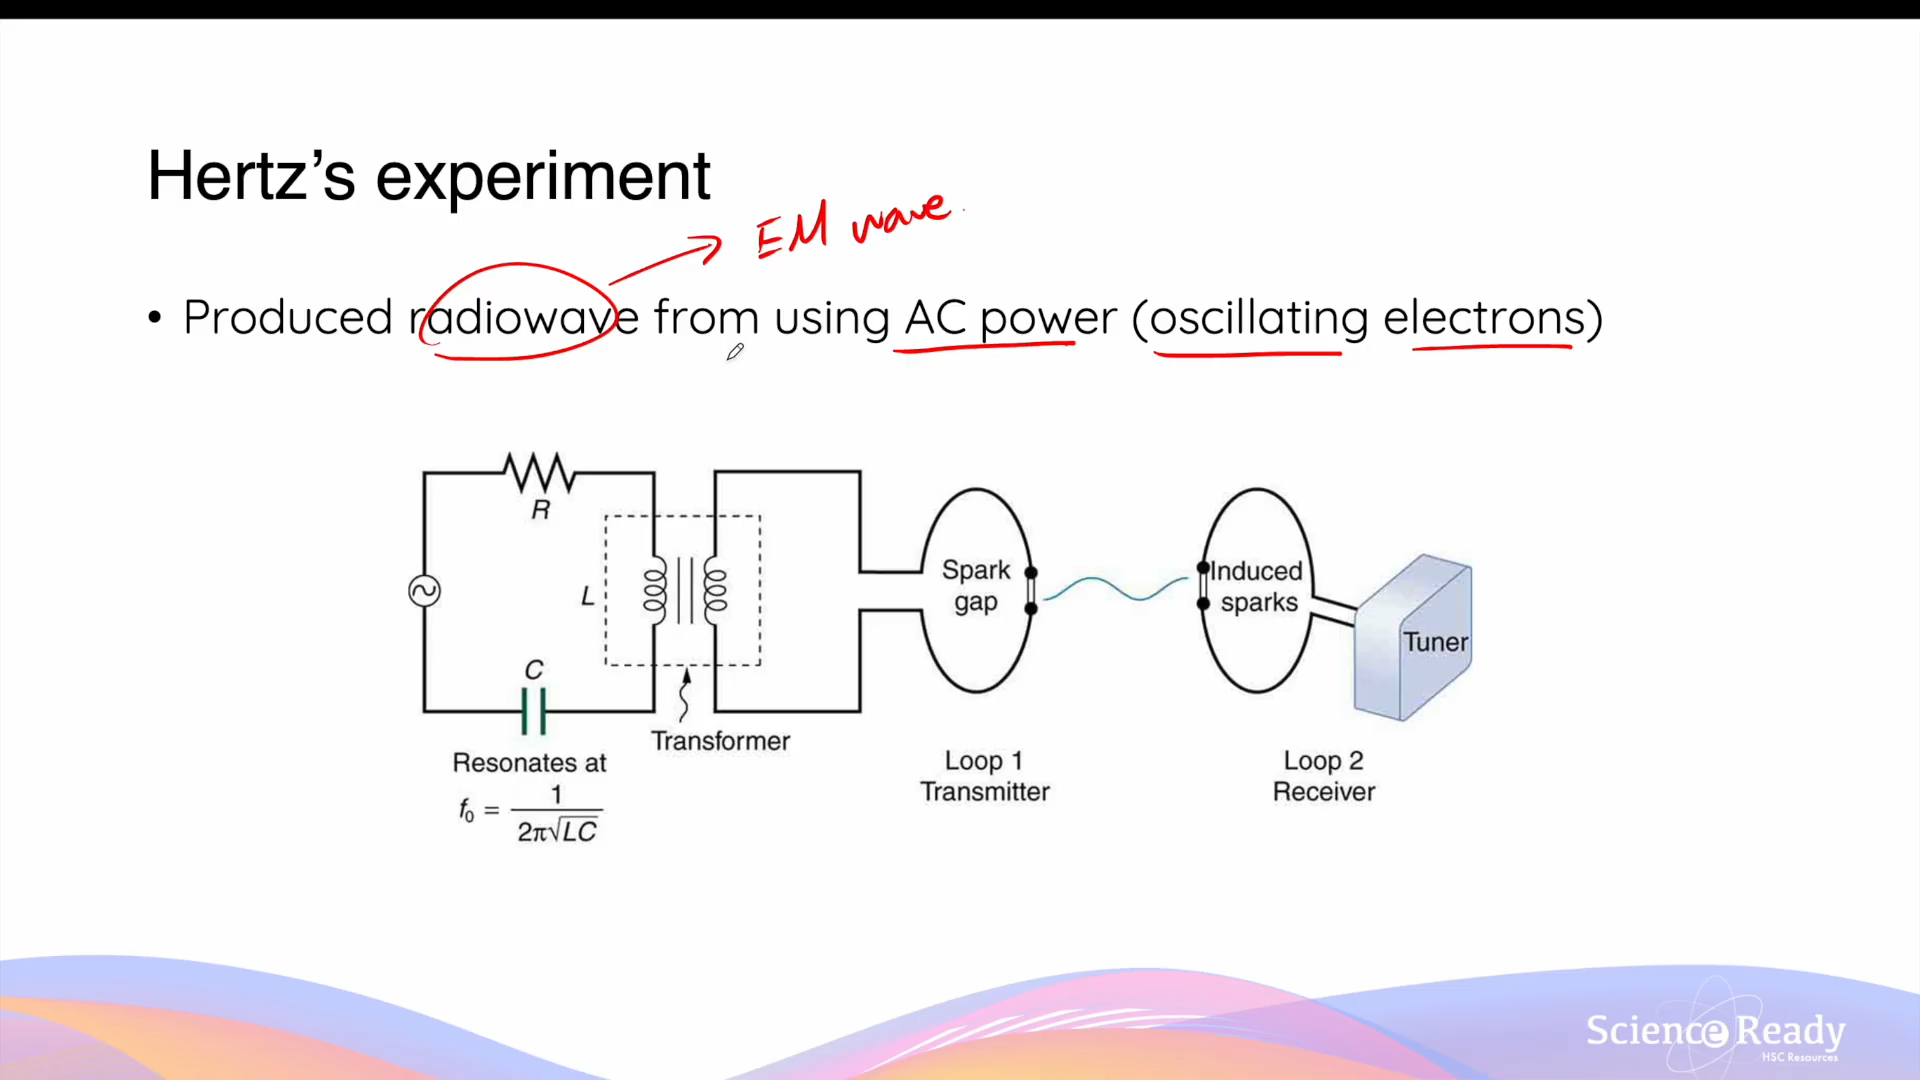 Hertz’s experiment
EM wave
• Produced radiowave from using AC power (oscillating electrons)
R
L
C
Transformer
Resonates at
f₀ = 1 / 2π√LC
Spark
gap
Induced
sparks
Tuner
Loop 1
Transmitter
Loop 2
Receiver
Science Ready
HSC Resources